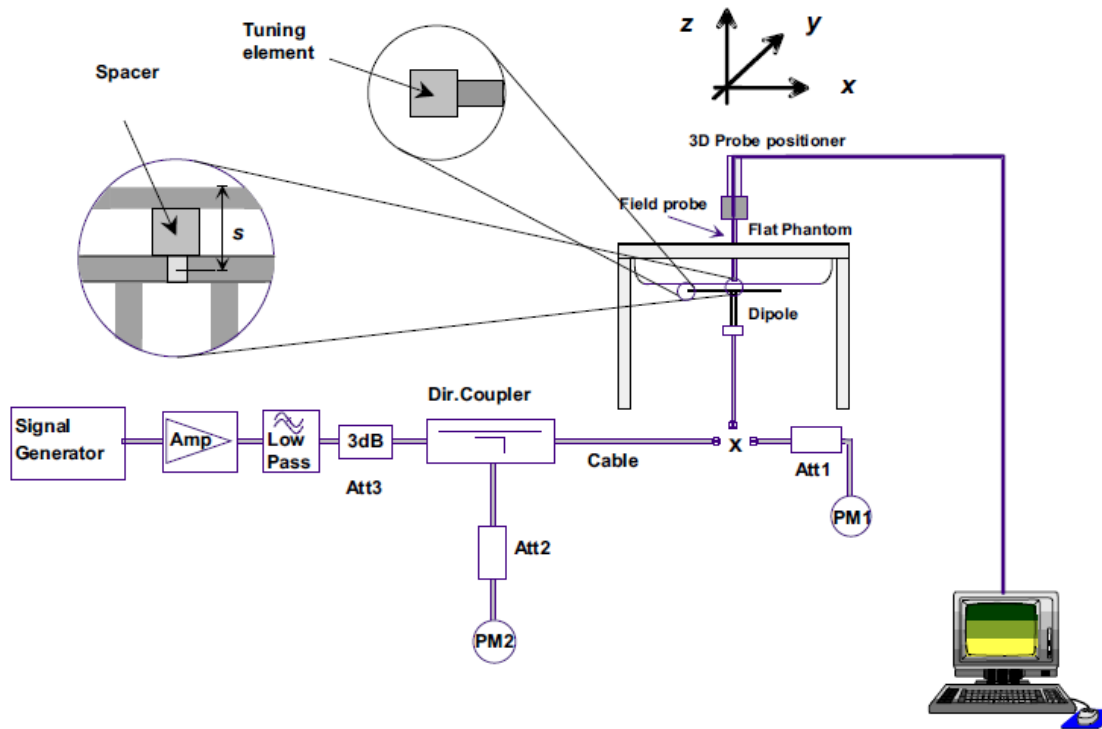 Tuning
element
Spacer
s
z
y
x
3D Probe positioner
Field probe
Flat Phantom
Dipole
Dir.Coupler
Signal
Generator
Amp
Low
Pass
3dB
Att3
Cable
X
Att1
PM1
Att2
PM2